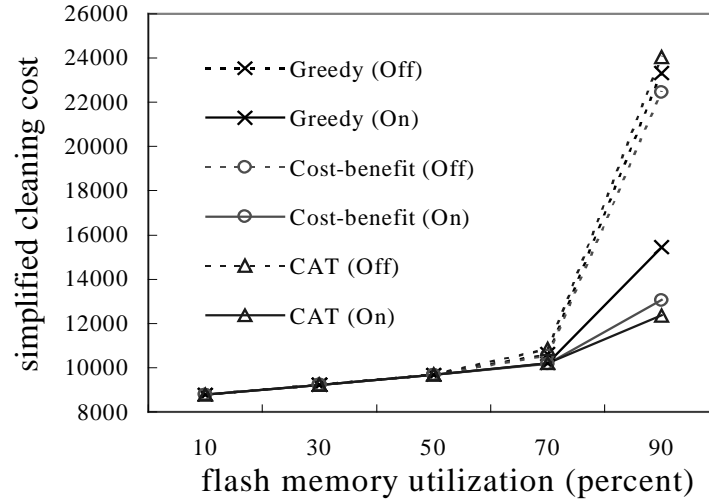 simplified cleaning cost
26000
24000
22000
20000
18000
16000
14000
12000
10000
8000
Greedy (Off)
Greedy (On)
Cost-benefit (Off)
Cost-benefit (On)
CAT (Off)
CAT (On)
10 30 50 70 90
flash memory utilization (percent)